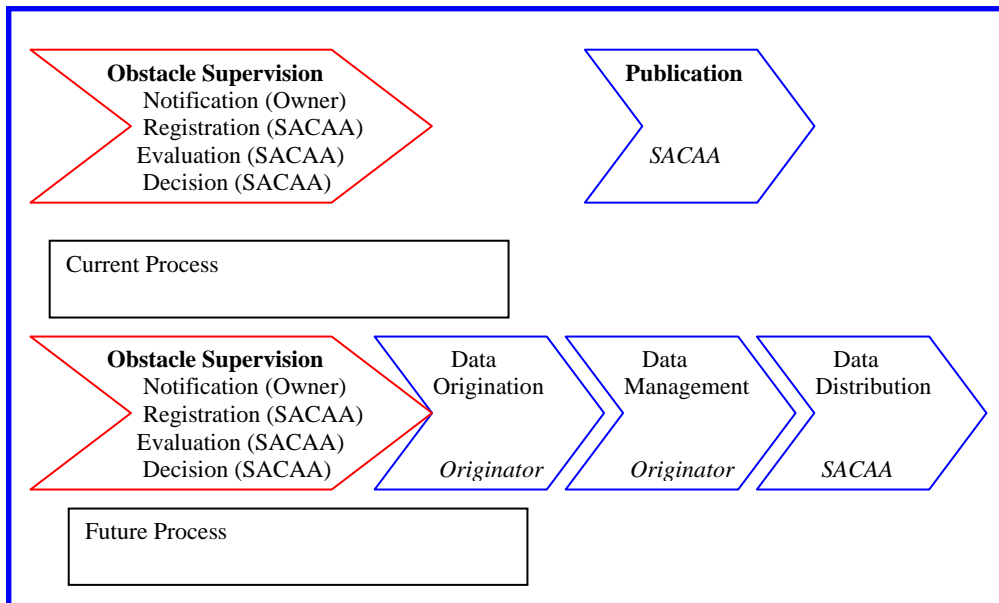 Obstacle Supervision
Notification (Owner)
Registration (SACAA)
Evaluation (SACAA)
Decision (SACAA)
Publication
SACAA
Current Process
Obstacle Supervision
Notification (Owner)
Registration (SACAA)
Evaluation (SACAA)
Decision (SACAA)
Data
Origination
Originator
Data
Management
Originator
Data
Distribution
SACAA
Future Process